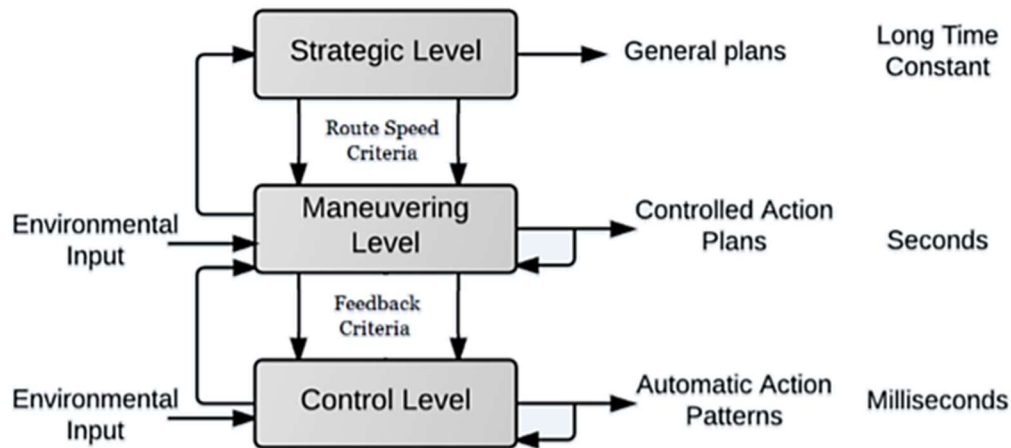 Strategic Level
General plans
Long Time
Constant
Route Speed
Criteria
Environmental
Input
Maneuvering
Level
Controlled Action
Plans
Seconds
Feedback
Criteria
Environmental
Input
Control Level
Automatic Action
Patterns
Milliseconds